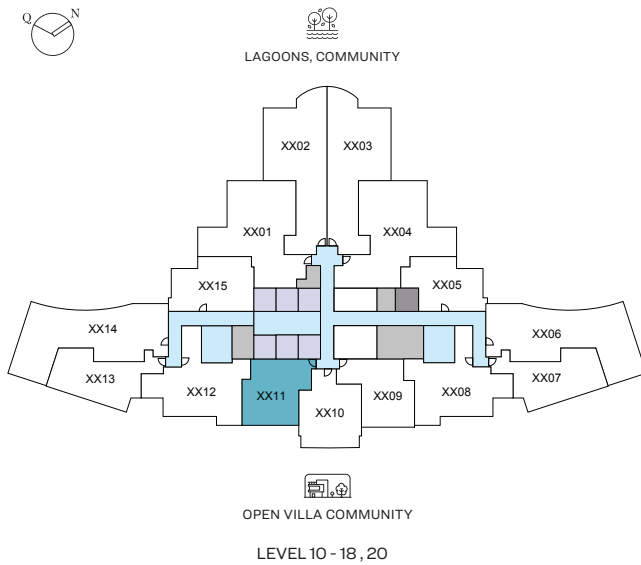 Q N
LAGOONS, COMMUNITY
XX02 XX03
XX01 XX04
XX15 XX05
XX14 XX06
XX13 XX12 XX11 XX10 XX09 XX08 XX07
OPEN VILLA COMMUNITY
LEVEL 10 - 18 , 20